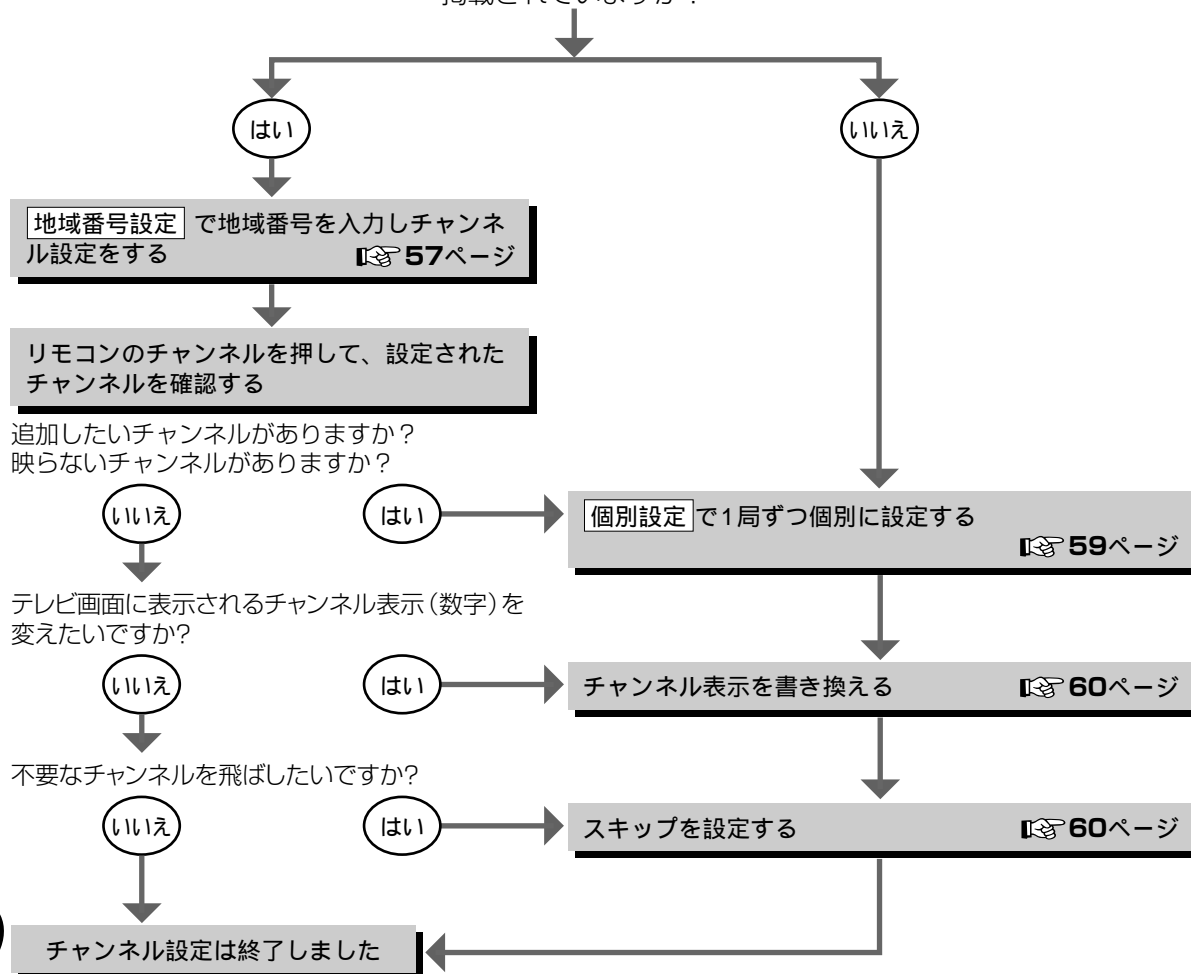 掲載されていますか?
はい
いいえ
地域番号設定 で地域番号を入力しチャンネ
ル設定をする 57ページ
リモコンのチャンネルを押して、設定された
チャンネルを確認する
追加したいチャンネルがありますか?
映らないチャンネルがありますか?
いいえ
はい
個別設定 で1局ずつ個別に設定する
59ページ
テレビ画面に表示されるチャンネル表示(数字)を
変えたいですか?
いいえ
はい
チャンネル表示を書き換える 60ページ
不要なチャンネルを飛ばしたいですか?
いいえ
はい
スキップを設定する 60ページ
チャンネル設定は終了しました